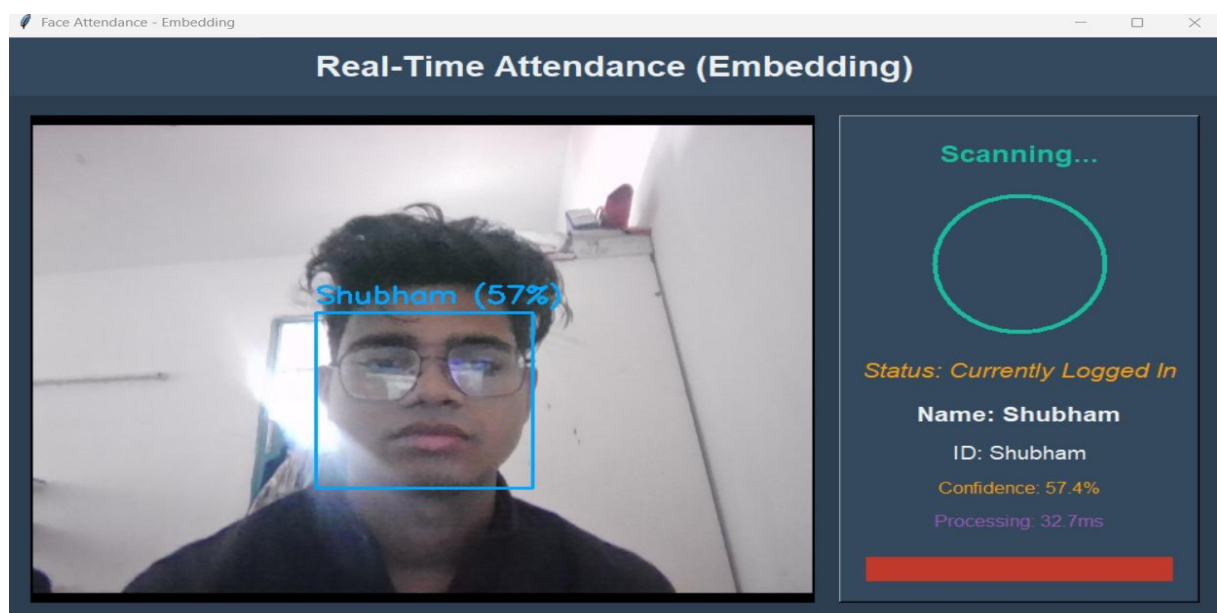 Face Attendance - Embedding
Real-Time Attendance (Embedding)
Shubham (57%)
Scanning...
Status: Currently Logged In
Name: Shubham
ID: Shubham
Confidence: 57.4%
Processing: 32.7ms